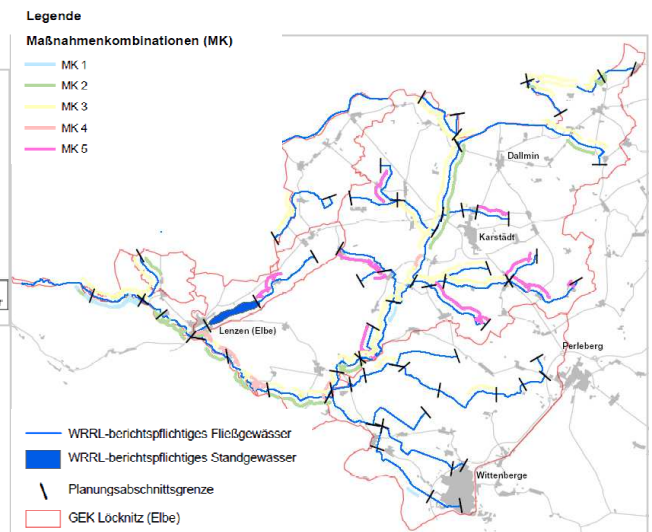 Legende
Maßnahmenkombinationen (MK)
MK 1
MK 2
MK 3
MK 4
MK 5
Dallmin
Karstädt
Lenzen (Elbe)
Perleberg
Wittenberge
WRRL-berichtspflichtiges Fließgewässer
WRRL-berichtspflichtiges Standgewasser
Planungsabschnittsgrenze
GEK Löcknitz (Elbe)